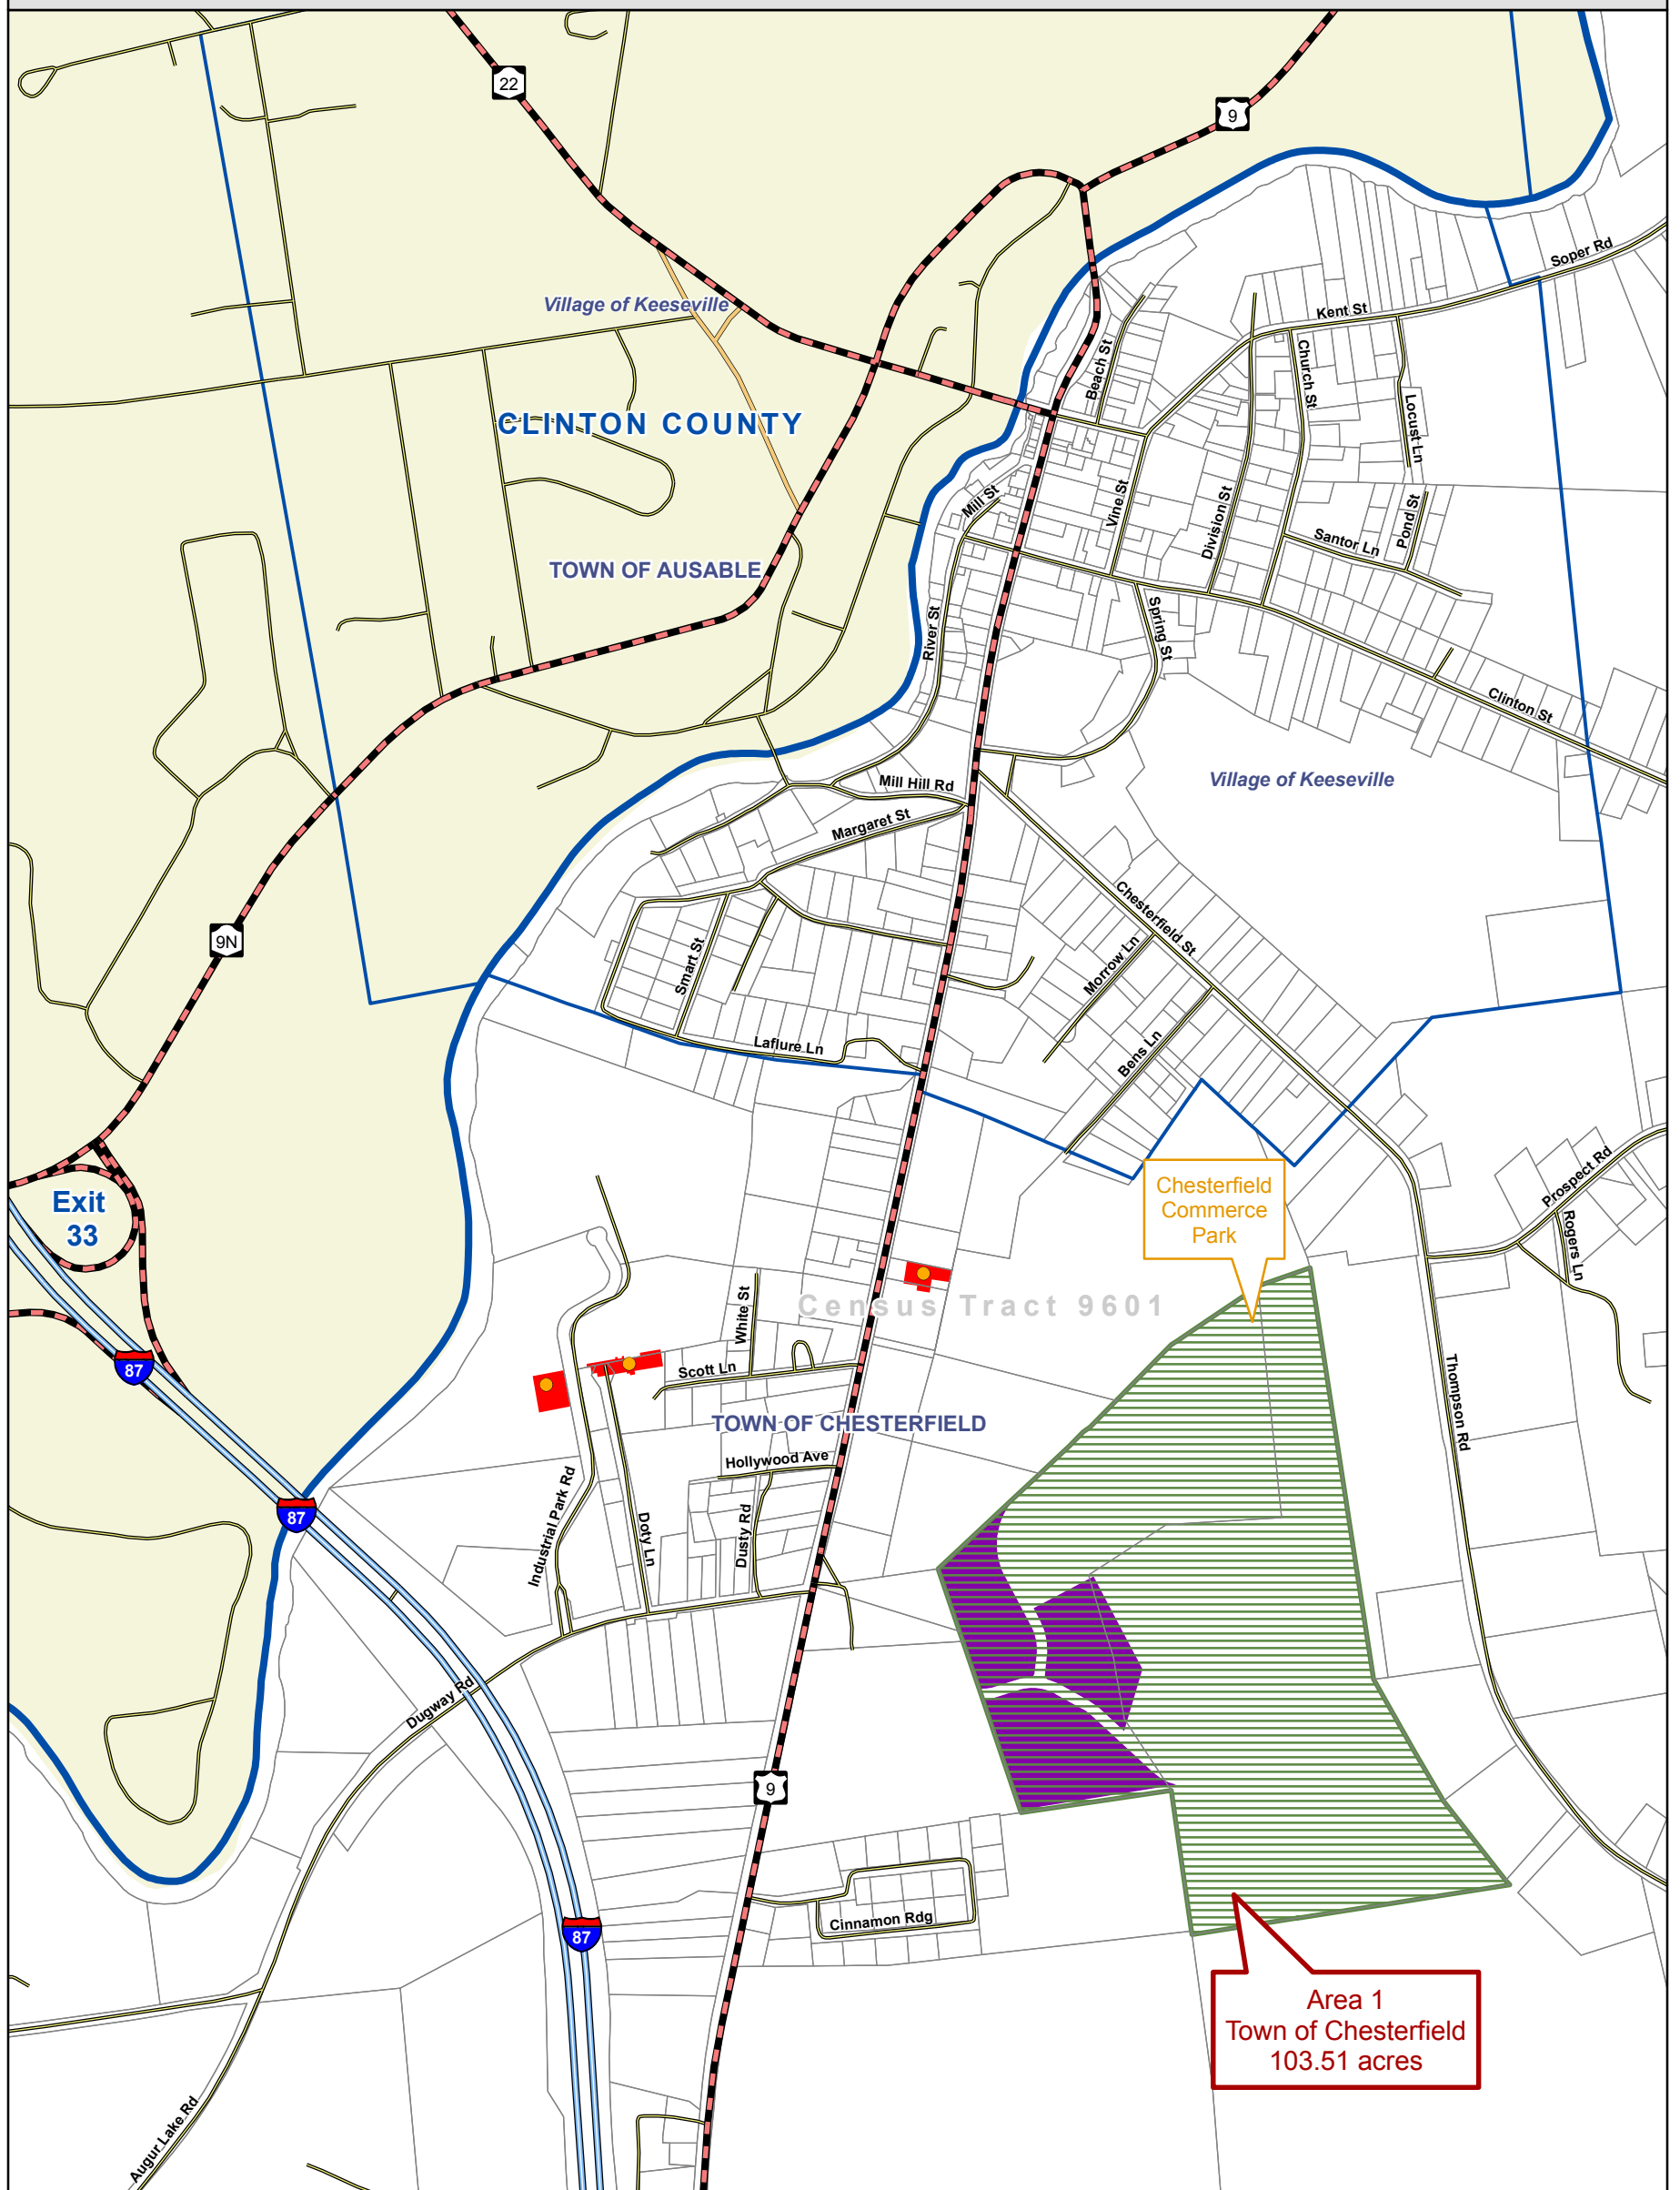 22
9
Soper Rd
Village of Keeseville
Kent St
Beach St
Church St
CLINTON COUNTY
Locust Ln
Mill St
Vine St
Division St
Pond St
Santor Ln
TOWN OF AUSABLE
River St
Spring St
Clinton St
Village of Keeseville
Mill Hill Rd
Margaret St
Chesterfield St
9N
Smart St
Morrow Ln
Laflure Ln
Bens Ln
Prospect Rd
Chesterfield
Commerce
Park
Exit
33
Rogers Ln
Census Tract 9601
White St
87
Scott Ln
Thompson Rd
TOWN OF CHESTERFIELD
Hollywood Ave
87
Industrial Park Rd
Doty Ln
Dusty Rd
Dugway Rd
9
Cinnamon Rdg
87
Area 1
Town of Chesterfield
103.51 acres
Augur Lake Rd